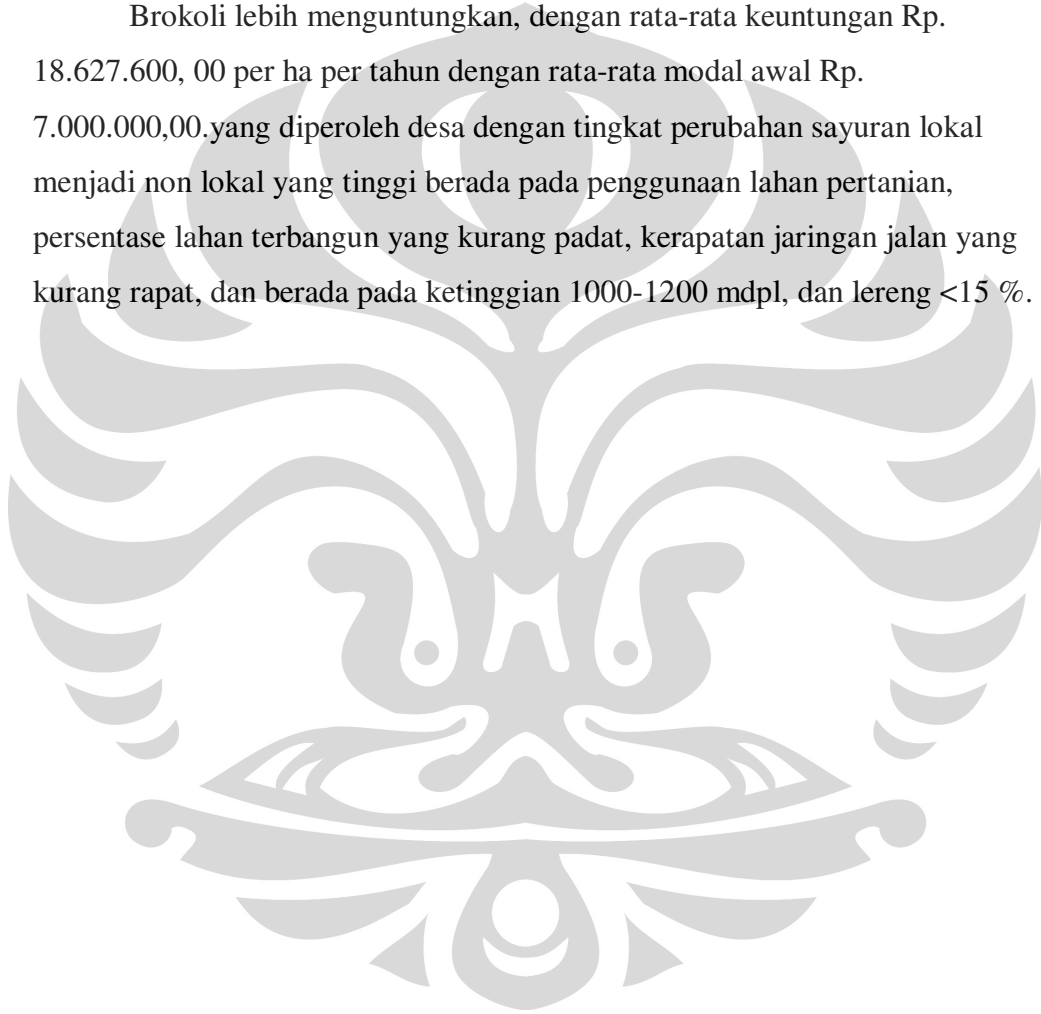 Brokoli lebih menguntungkan, dengan rata-rata keuntungan Rp.
18.627.600, 00 per ha per tahun dengan rata-rata modal awal Rp.
7.000.000,00.yang diperoleh desa dengan tingkat perubahan sayuran lokal
menjadi non lokal yang tinggi berada pada penggunaan lahan pertanian,
persentase lahan terbangun yang kurang padat, kerapatan jaringan jalan yang
kurang rapat, dan berada pada ketinggian 1000-1200 mdpl, dan lereng <15 %.